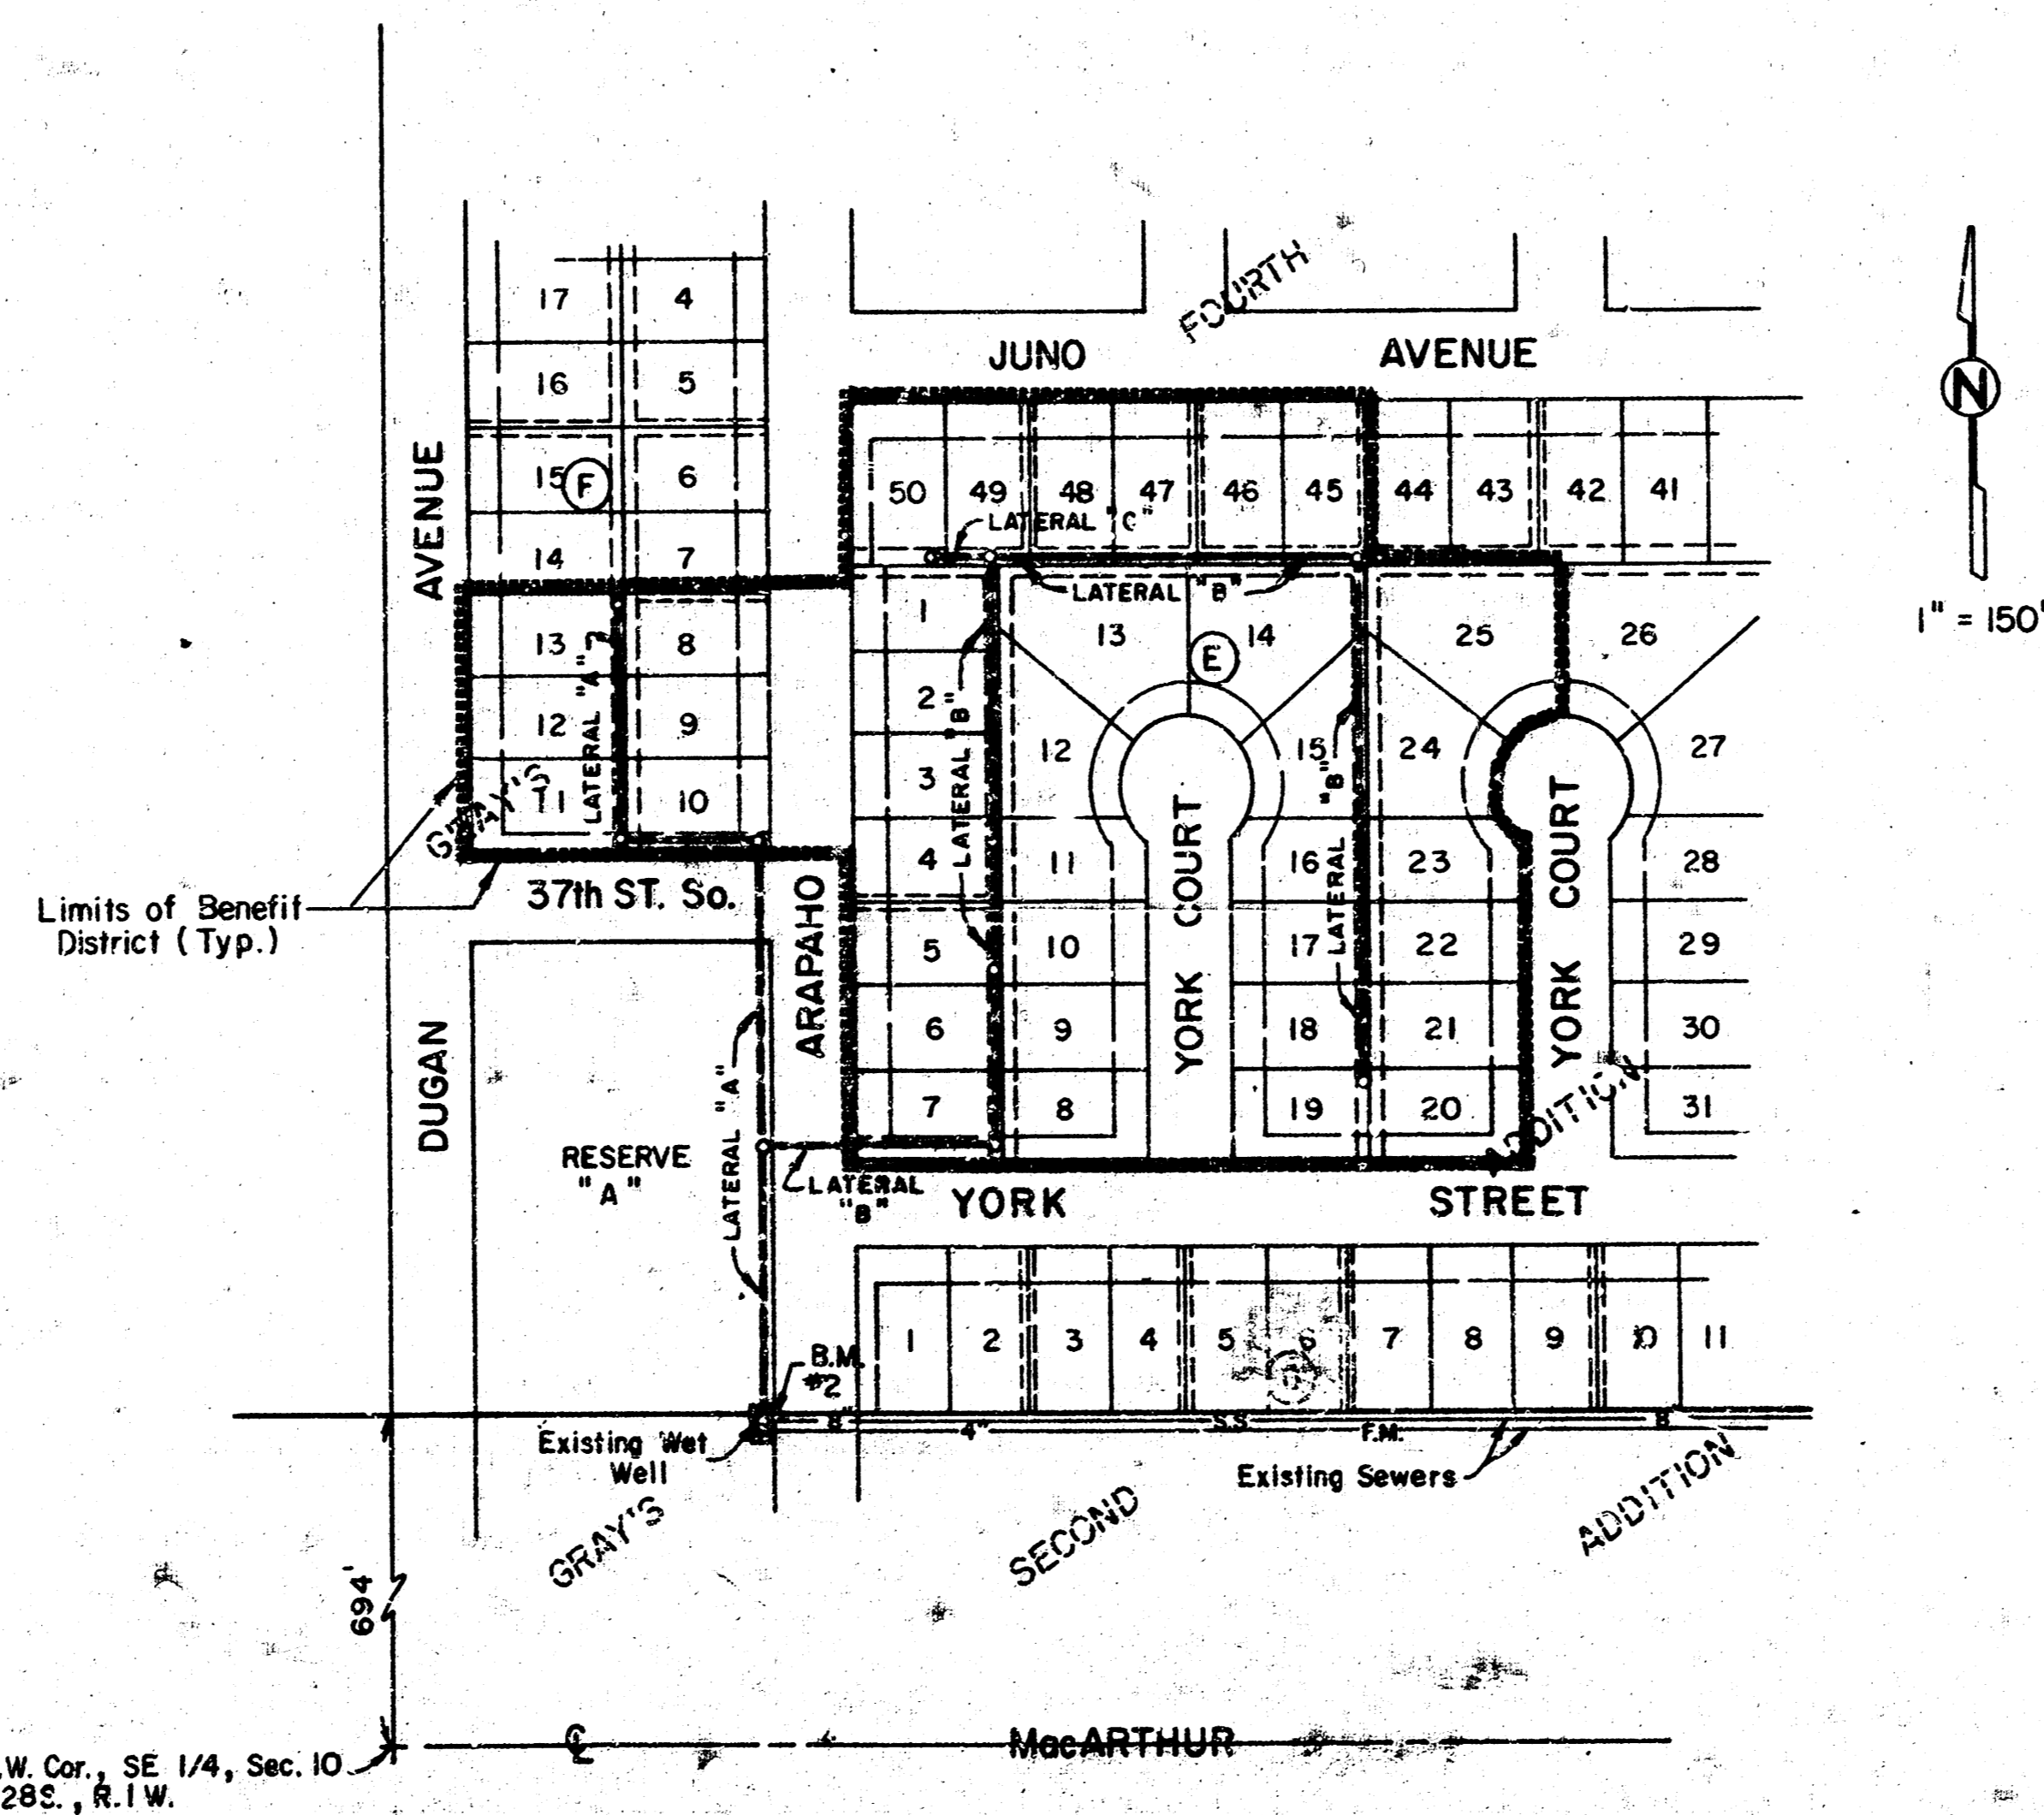 FOURTH
JUNO AVENUE
N
1" = 150'
17 4
16 5
15 F 6
14 7
13 8
12 9
11 10
LATERAL "A"
AVENUE
DUGAN
GRAY'S
50 49 48 47 46 45 44 43 42 41
LATERAL "C"
LATERAL "B"
1 13 E 14 25 26
2 12 15 24 27
3
4 11 16 23 28
5 10 17 22 29
6 9 18 21 30
7 8 19 20 31
LATERAL "B"
LATERAL "B"
YORK COURT
YORK COURT
ADDITION
Limits of Benefit
District (Typ.)
37th ST. So.
ARAPAHO
RESERVE
"A"
LATERAL "A"
LATERAL
"B"
YORK STREET
1 2 3 4 5 6 7 8 9 10 11
B.M.
#2
8" 4" S.S. F.M. 8"
Existing Wet
Well
Existing Sewers
GRAY'S SECOND ADDITION
694'
℄ MacARTHUR
.W. Cor., SE 1/4, Sec. 10
28S., R.1W.